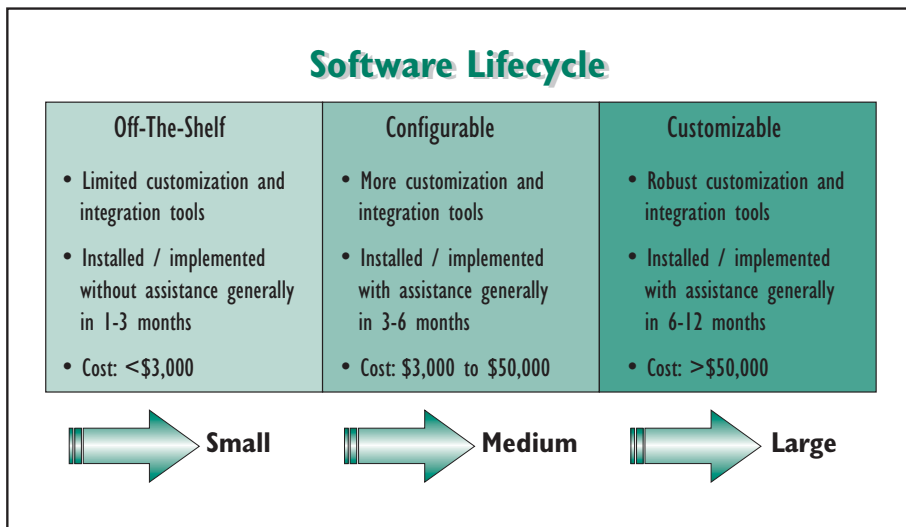 Software Lifecycle
Off-The-Shelf
• Limited customization and
integration tools
• Installed / implemented
without assistance generally
in 1-3 months
• Cost: <$3,000
Configurable
• More customization and
integration tools
• Installed / implemented
with assistance generally
in 3-6 months
• Cost: $3,000 to $50,000
Customizable
• Robust customization and
integration tools
• Installed / implemented
with assistance generally
in 6-12 months
• Cost: >$50,000
Small
Medium
Large